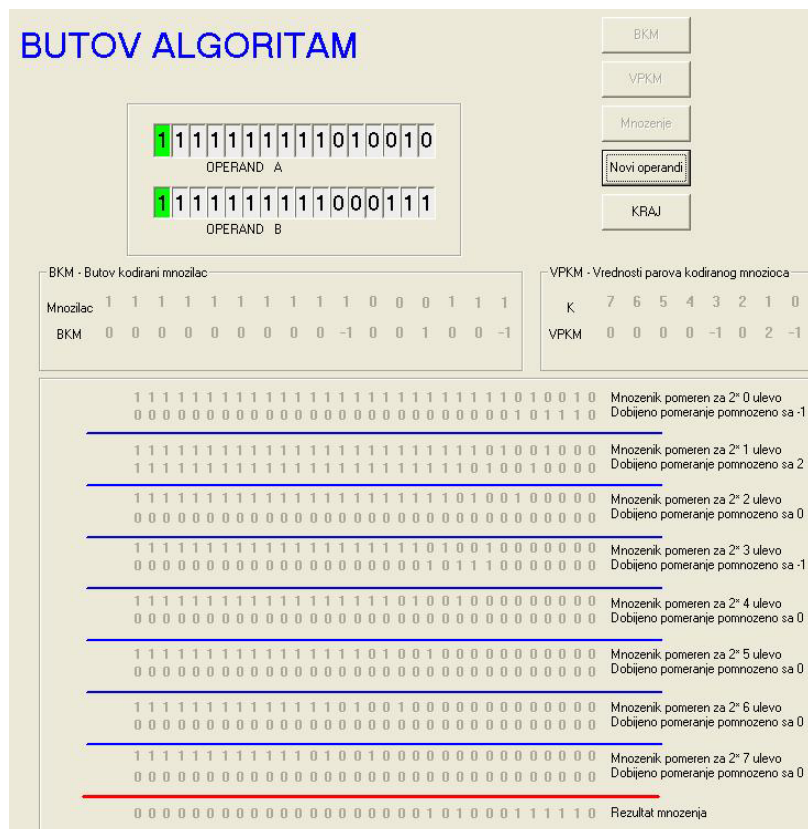 BUTOV ALGORITAM
BKM
VPKM
Mnozenje
Novi operandi
KRAJ
1 1 1 1 1 1 1 1 1 1 0 1 0 0 1 0
OPERAND A
1 1 1 1 1 1 1 1 1 1 0 0 0 1 1 1
OPERAND B
BKM - Butov kodirani mnozilac
Mnozilac 1 1 1 1 1 1 1 1 1 1 0 0 0 1 1 1
BKM 0 0 0 0 0 0 0 0 0 -1 0 0 1 0 0 -1
VPKM - Vrednosti parova kodiranog mnozioca
K 7 6 5 4 3 2 1 0
VPKM 0 0 0 0 -1 0 2 -1
1 1 1 1 1 1 1 1 1 1 1 1 1 1 1 1 1 1 1 1 1 1 1 1 1 1 0 1 0 0 1 0 Mnozenik pomeren za 2* 0 ulevo
0 0 0 0 0 0 0 0 0 0 0 0 0 0 0 0 0 0 0 0 0 0 0 0 0 0 1 0 1 1 1 0 Dobijeno pomeranje pomnozeno sa -1
1 1 1 1 1 1 1 1 1 1 1 1 1 1 1 1 1 1 1 1 1 1 1 1 0 1 0 0 1 0 0 0 Mnozenik pomeren za 2* 1 ulevo
1 1 1 1 1 1 1 1 1 1 1 1 1 1 1 1 1 1 1 1 1 1 1 0 1 0 0 1 0 0 0 0 Dobijeno pomeranje pomnozeno sa 2
1 1 1 1 1 1 1 1 1 1 1 1 1 1 1 1 1 1 1 1 1 1 0 1 0 0 1 0 0 0 0 0 Mnozenik pomeren za 2* 2 ulevo
0 0 0 0 0 0 0 0 0 0 0 0 0 0 0 0 0 0 0 0 0 0 0 0 0 0 0 0 0 0 0 0 Dobijeno pomeranje pomnozeno sa 0
1 1 1 1 1 1 1 1 1 1 1 1 1 1 1 1 1 1 1 1 0 1 0 0 1 0 0 0 0 0 0 0 Mnozenik pomeren za 2* 3 ulevo
0 0 0 0 0 0 0 0 0 0 0 0 0 0 0 0 0 0 0 0 1 0 1 1 1 0 0 0 0 0 0 0 Dobijeno pomeranje pomnozeno sa -1
1 1 1 1 1 1 1 1 1 1 1 1 1 1 1 1 1 1 0 1 0 0 1 0 0 0 0 0 0 0 0 0 Mnozenik pomeren za 2* 4 ulevo
0 0 0 0 0 0 0 0 0 0 0 0 0 0 0 0 0 0 0 0 0 0 0 0 0 0 0 0 0 0 0 0 Dobijeno pomeranje pomnozeno sa 0
1 1 1 1 1 1 1 1 1 1 1 1 1 1 1 1 0 1 0 0 1 0 0 0 0 0 0 0 0 0 0 0 Mnozenik pomeren za 2* 5 ulevo
0 0 0 0 0 0 0 0 0 0 0 0 0 0 0 0 0 0 0 0 0 0 0 0 0 0 0 0 0 0 0 0 Dobijeno pomeranje pomnozeno sa 0
1 1 1 1 1 1 1 1 1 1 1 1 1 1 0 1 0 0 1 0 0 0 0 0 0 0 0 0 0 0 0 0 Mnozenik pomeren za 2* 6 ulevo
0 0 0 0 0 0 0 0 0 0 0 0 0 0 0 0 0 0 0 0 0 0 0 0 0 0 0 0 0 0 0 0 Dobijeno pomeranje pomnozeno sa 0
1 1 1 1 1 1 1 1 1 1 1 1 0 1 0 0 1 0 0 0 0 0 0 0 0 0 0 0 0 0 0 0 Mnozenik pomeren za 2* 7 ulevo
0 0 0 0 0 0 0 0 0 0 0 0 0 0 0 0 0 0 0 0 0 0 0 0 0 0 0 0 0 0 0 0 Dobijeno pomeranje pomnozeno sa 0
0 0 0 0 0 0 0 0 0 0 0 0 0 0 0 0 0 0 0 0 1 0 1 0 0 0 1 1 1 1 1 0 Rezultat mnozenja